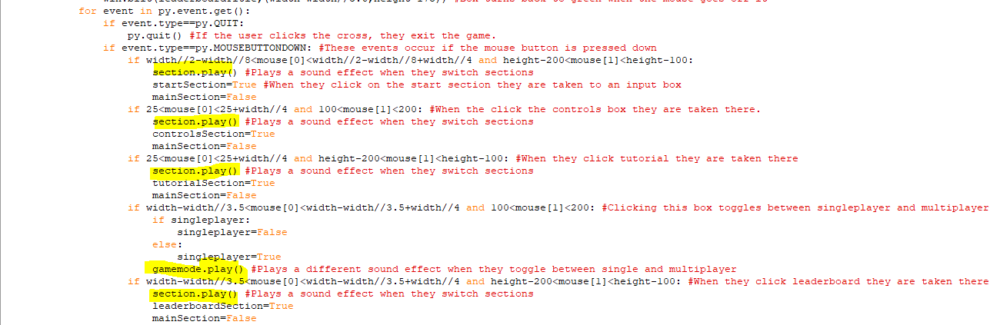 for event in py.event.get():
if event.type==py.QUIT:
py.quit() #If the user clicks the cross, they exit the game.
if event.type==py.MOUSEBUTTONDOWN: #These events occur if the mouse button is pressed down
if width//2-width//8<mouse[0]<width//2-width//8+width//4 and height-200<mouse[1]<height-100:
section.play() #Plays a sound effect when they switch sections
startSection=True #When they click on the start section they are taken to an input box
mainSection=False
if 25<mouse[0]<25+width//4 and 100<mouse[1]<200: #When the click the controls box they are taken there.
section.play() #Plays a sound effect when they switch sections
controlsSection=True
mainSection=False
if 25<mouse[0]<25+width//4 and height-200<mouse[1]<height-100: #When they click tutorial they are taken there
section.play() #Plays a sound effect when they switch sections
tutorialSection=True
mainSection=False
if width-width//3.5<mouse[0]<width-width//3.5+width//4 and 100<mouse[1]<200: #Clicking this box toggles between singleplayer and multiplayer
if singleplayer:
singleplayer=False
else:
singleplayer=True
gamemode.play() #Plays a different sound effect when they toggle between single and multiplayer
if width-width//3.5<mouse[0]<width-width//3.5+width//4 and height-200<mouse[1]<height-100: #When they click leaderboard they are taken there
section.play() #Plays a sound effect when they switch sections
leaderboardSection=True
mainSection=False